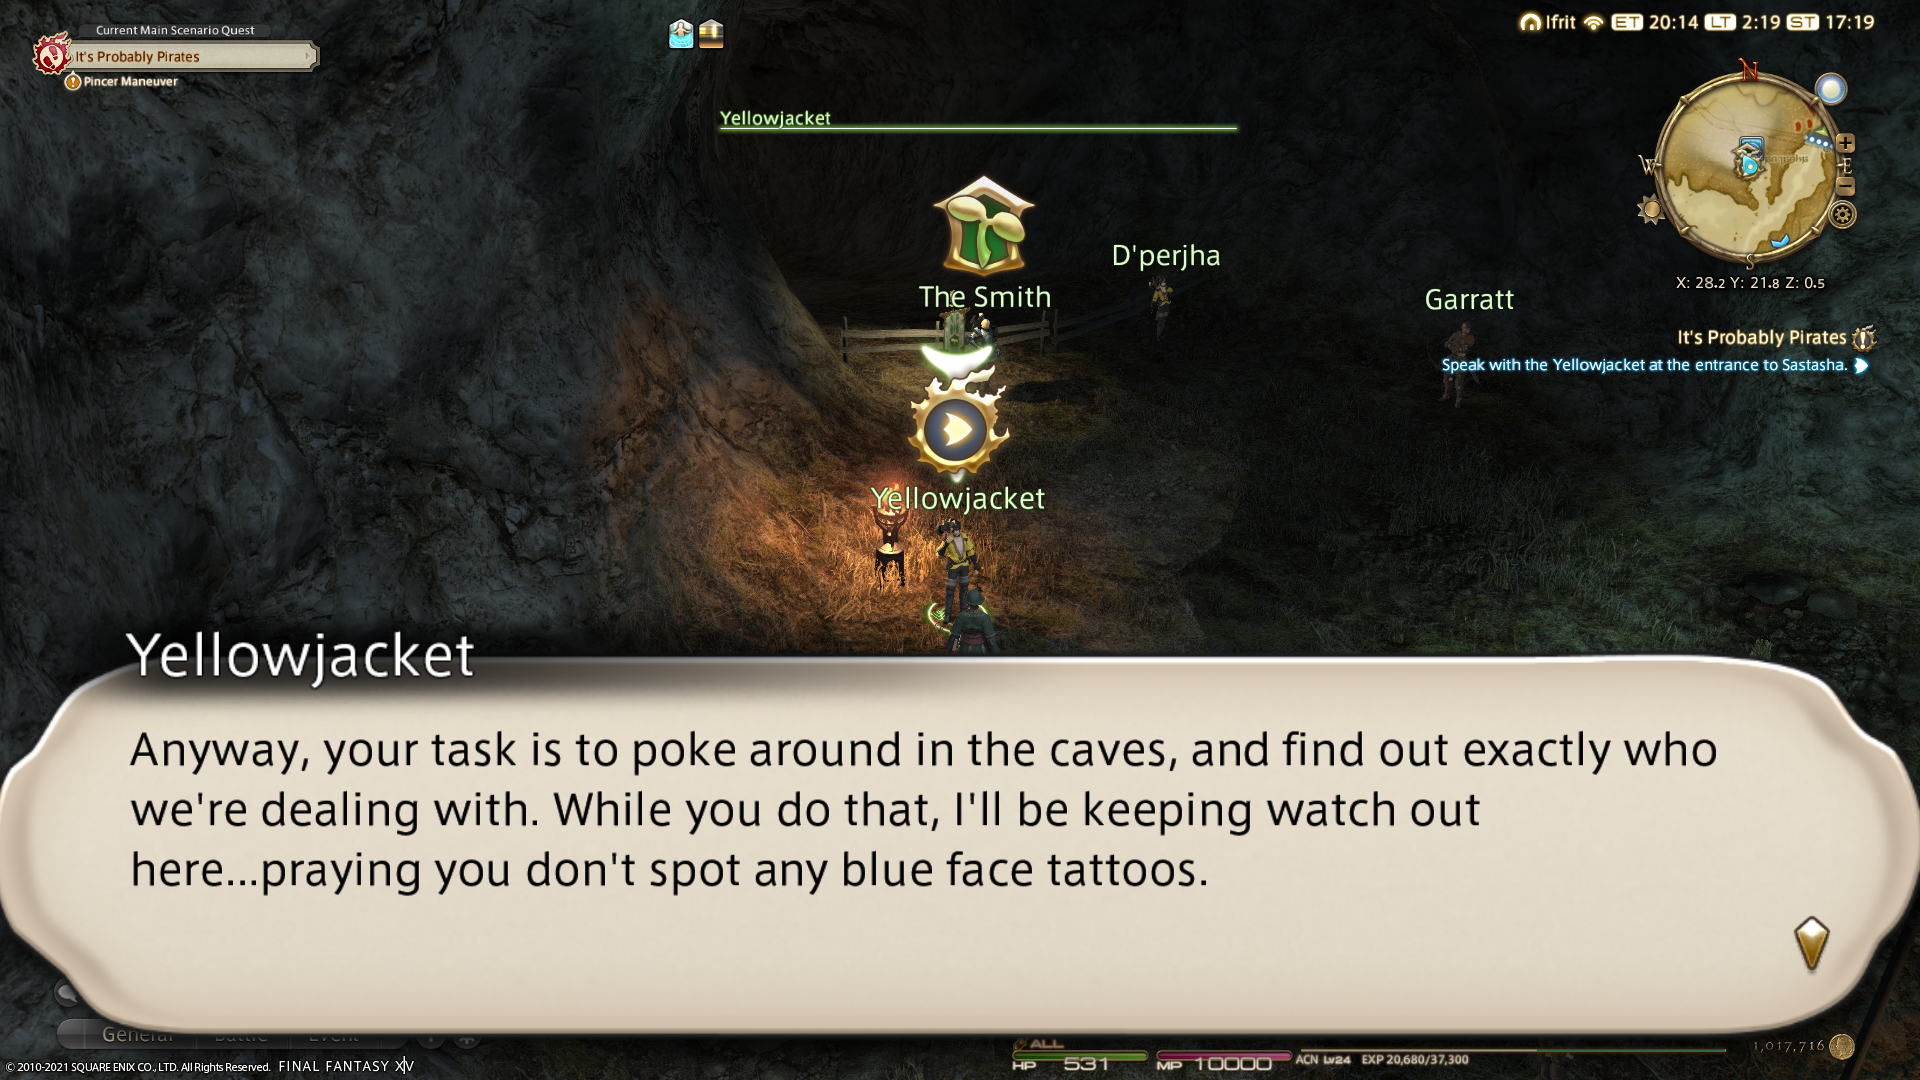 Current Main Scenario Quest
It's Probably Pirates
Pincer Maneuver
Ifrit ET 20:14 LT 2:19 ST 17:19
N
W
E
S
X: 28.2 Y: 21.8 Z: 0.5
It's Probably Pirates
Speak with the Yellowjacket at the entrance to Sastasha.
Yellowjacket
D'perjha
The Smith
Garratt
Yellowjacket
Yellowjacket
Anyway, your task is to poke around in the caves, and find out exactly who
we're dealing with. While you do that, I'll be keeping watch out
here...praying you don't spot any blue face tattoos.
General Battle Event
ALL
HP 531 MP 10000 ACN Lv24 EXP 20,680/37,300
1,017,716
© 2010-2021 SQUARE ENIX CO., LTD. All Rights Reserved. FINAL FANTASY XIV